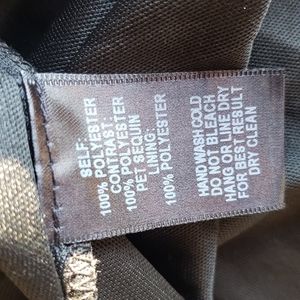 SELF:
100% POLYESTER
CONTRAST:
100% POLYESTER
PET SEQUIN
LINING:
100% POLYESTER
HAND WASH COLD
DO NOT BLEACH
HANG OR LINE DRY
FOR BEST RESULT
DRY CLEAN